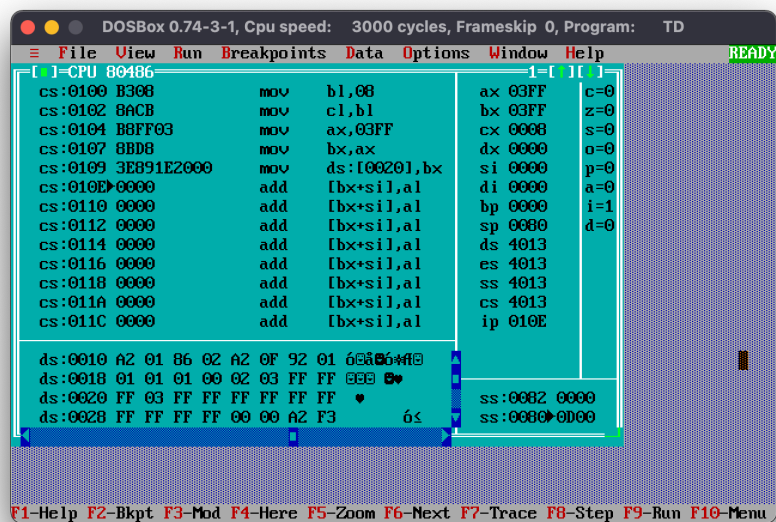 DOSBox 0.74-3-1, Cpu speed: 3000 cycles, Frameskip 0, Program: TD
≡ File View Run Breakpoints Data Options Window Help READY
[■]=CPU 80486 1=[↑][↓]
cs:0100 B308 mov bl,08 ax 03FF c=0
cs:0102 8ACB mov cl,bl bx 03FF z=0
cs:0104 B8FF03 mov ax,03FF cx 0008 s=0
cs:0107 8BD8 mov bx,ax dx 0000 o=0
cs:0109 3E891E2000 mov ds:[0020],bx si 0000 p=0
cs:010E►0000 add [bx+si],al di 0000 a=0
cs:0110 0000 add [bx+si],al bp 0000 i=1
cs:0112 0000 add [bx+si],al sp 0080 d=0
cs:0114 0000 add [bx+si],al ds 4013
cs:0116 0000 add [bx+si],al es 4013
cs:0118 0000 add [bx+si],al ss 4013
cs:011A 0000 add [bx+si],al cs 4013
cs:011C 0000 add [bx+si],al ip 010E
ds:0010 A2 01 86 02 A2 0F 92 01 ó☺å☻ó☼Æ☺
ds:0018 01 01 01 00 02 03 FF FF ☺☺☺ ☻♥
ds:0020 FF 03 FF FF FF FF FF FF ♥ ss:0082 0000
ds:0028 FF FF FF FF 00 00 A2 F3 ó≤ ss:0080►0D00
F1-Help F2-Bkpt F3-Mod F4-Here F5-Zoom F6-Next F7-Trace F8-Step F9-Run F10-Menu